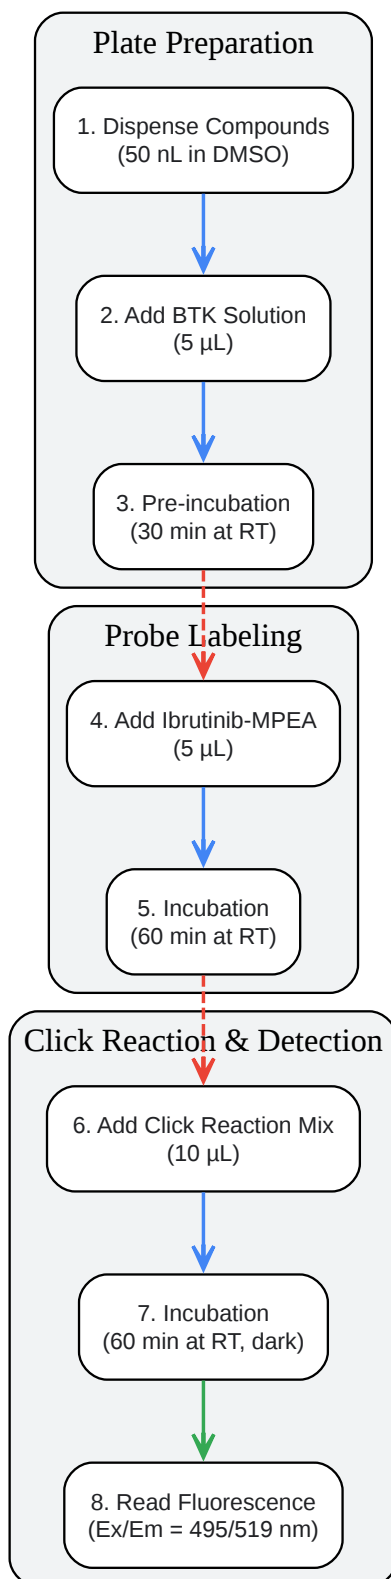 Plate Preparation
1. Dispense Compounds
(50 nL in DMSO)
2. Add BTK Solution
(5 µL)
3. Pre-incubation
(30 min at RT)
Probe Labeling
4. Add Ibrutinib-MPEA
(5 µL)
5. Incubation
(60 min at RT)
Click Reaction & Detection
6. Add Click Reaction Mix
(10 µL)
7. Incubation
(60 min at RT, dark)
8. Read Fluorescence
(Ex/Em = 495/519 nm)